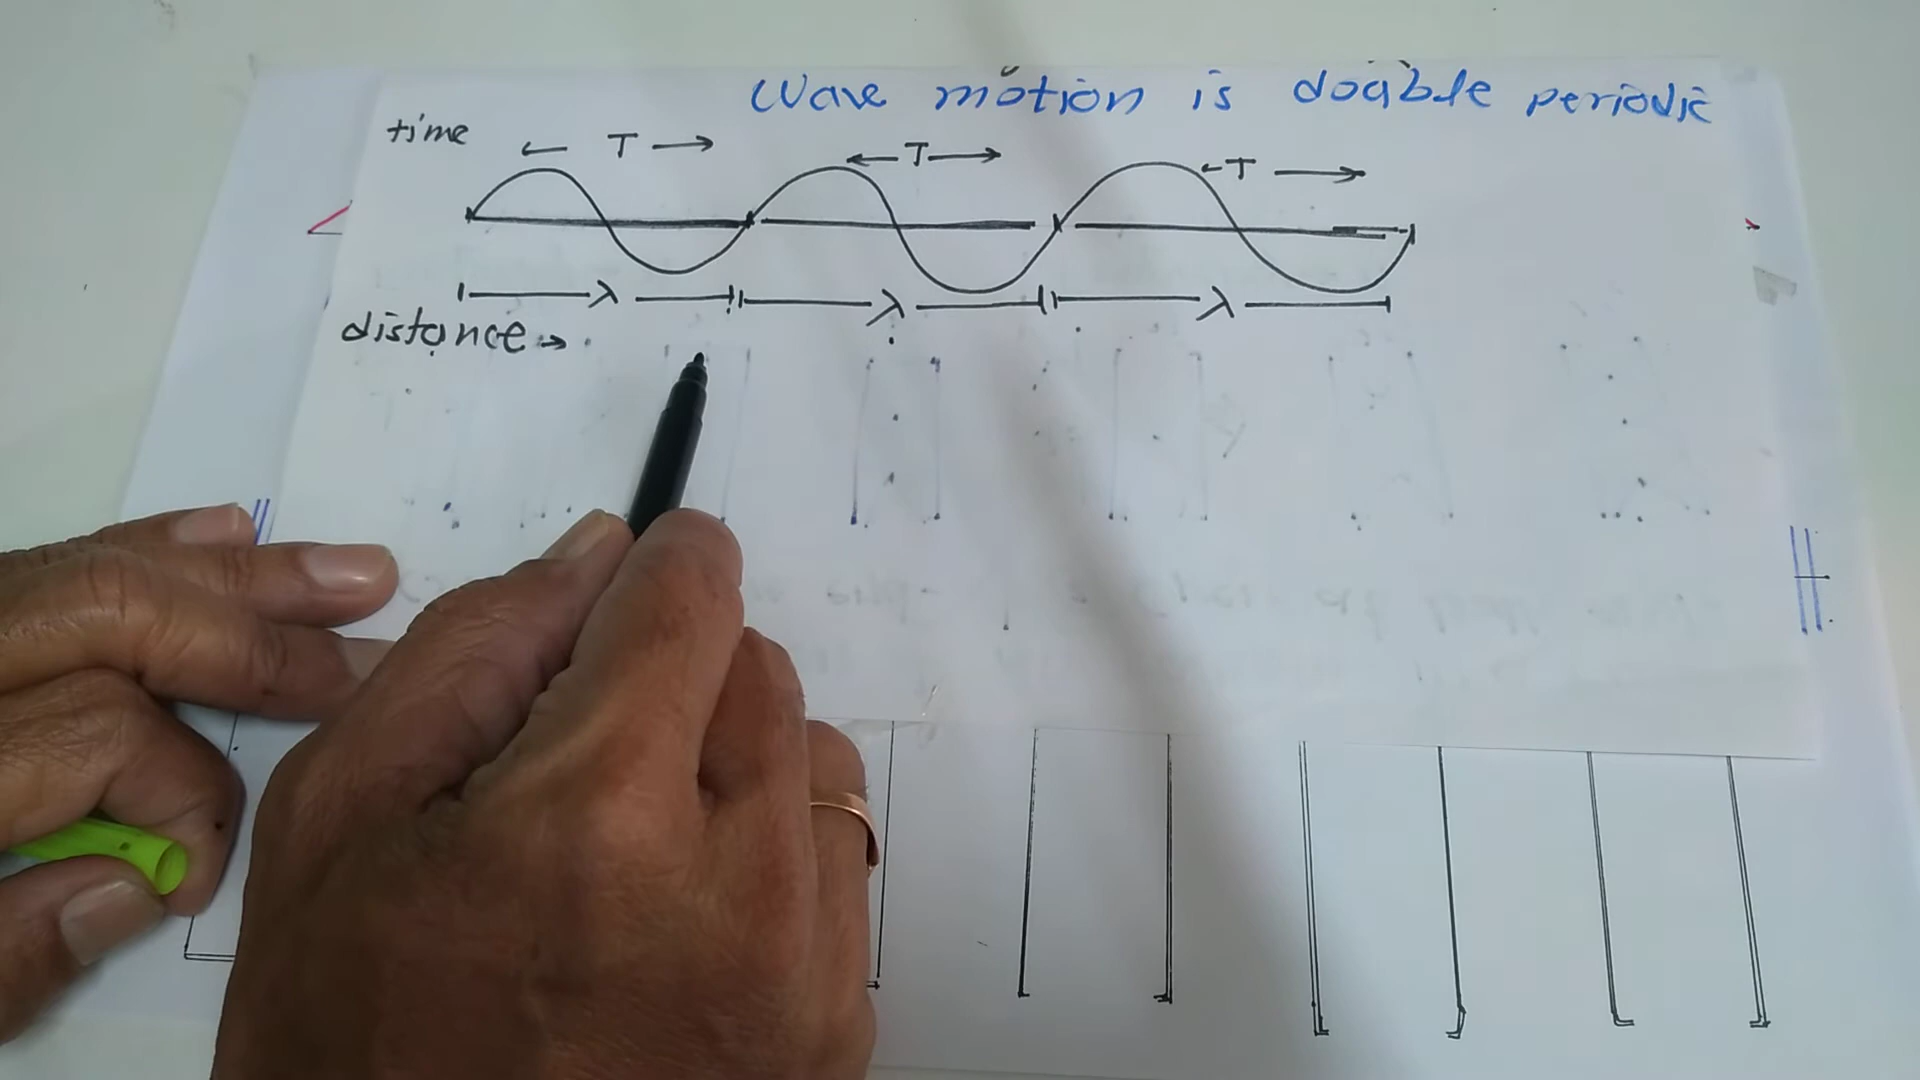 Wave motion is doable periodic
time
← T → ← T → ← T →
λ λ λ
distance →